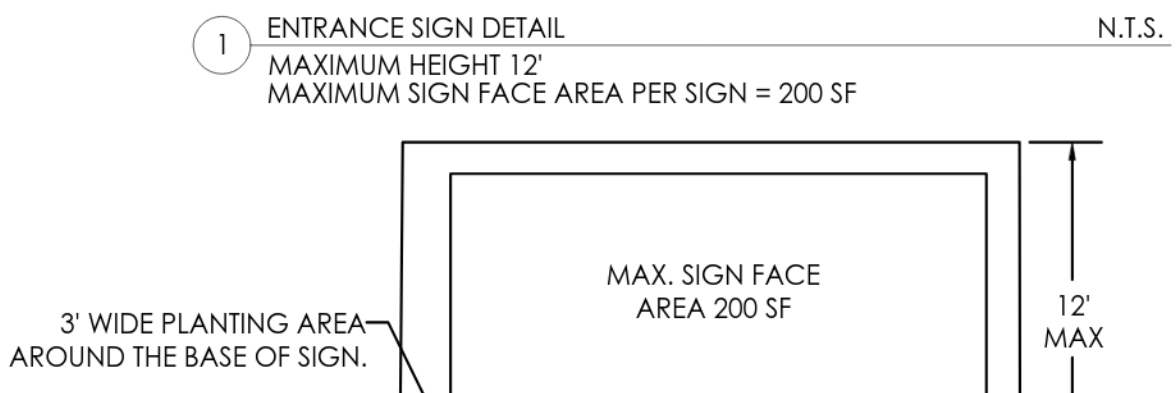 1
ENTRANCE SIGN DETAIL N.T.S.
MAXIMUM HEIGHT 12'
MAXIMUM SIGN FACE AREA PER SIGN = 200 SF
MAX. SIGN FACE
AREA 200 SF
3' WIDE PLANTING AREA
AROUND THE BASE OF SIGN.
12'
MAX